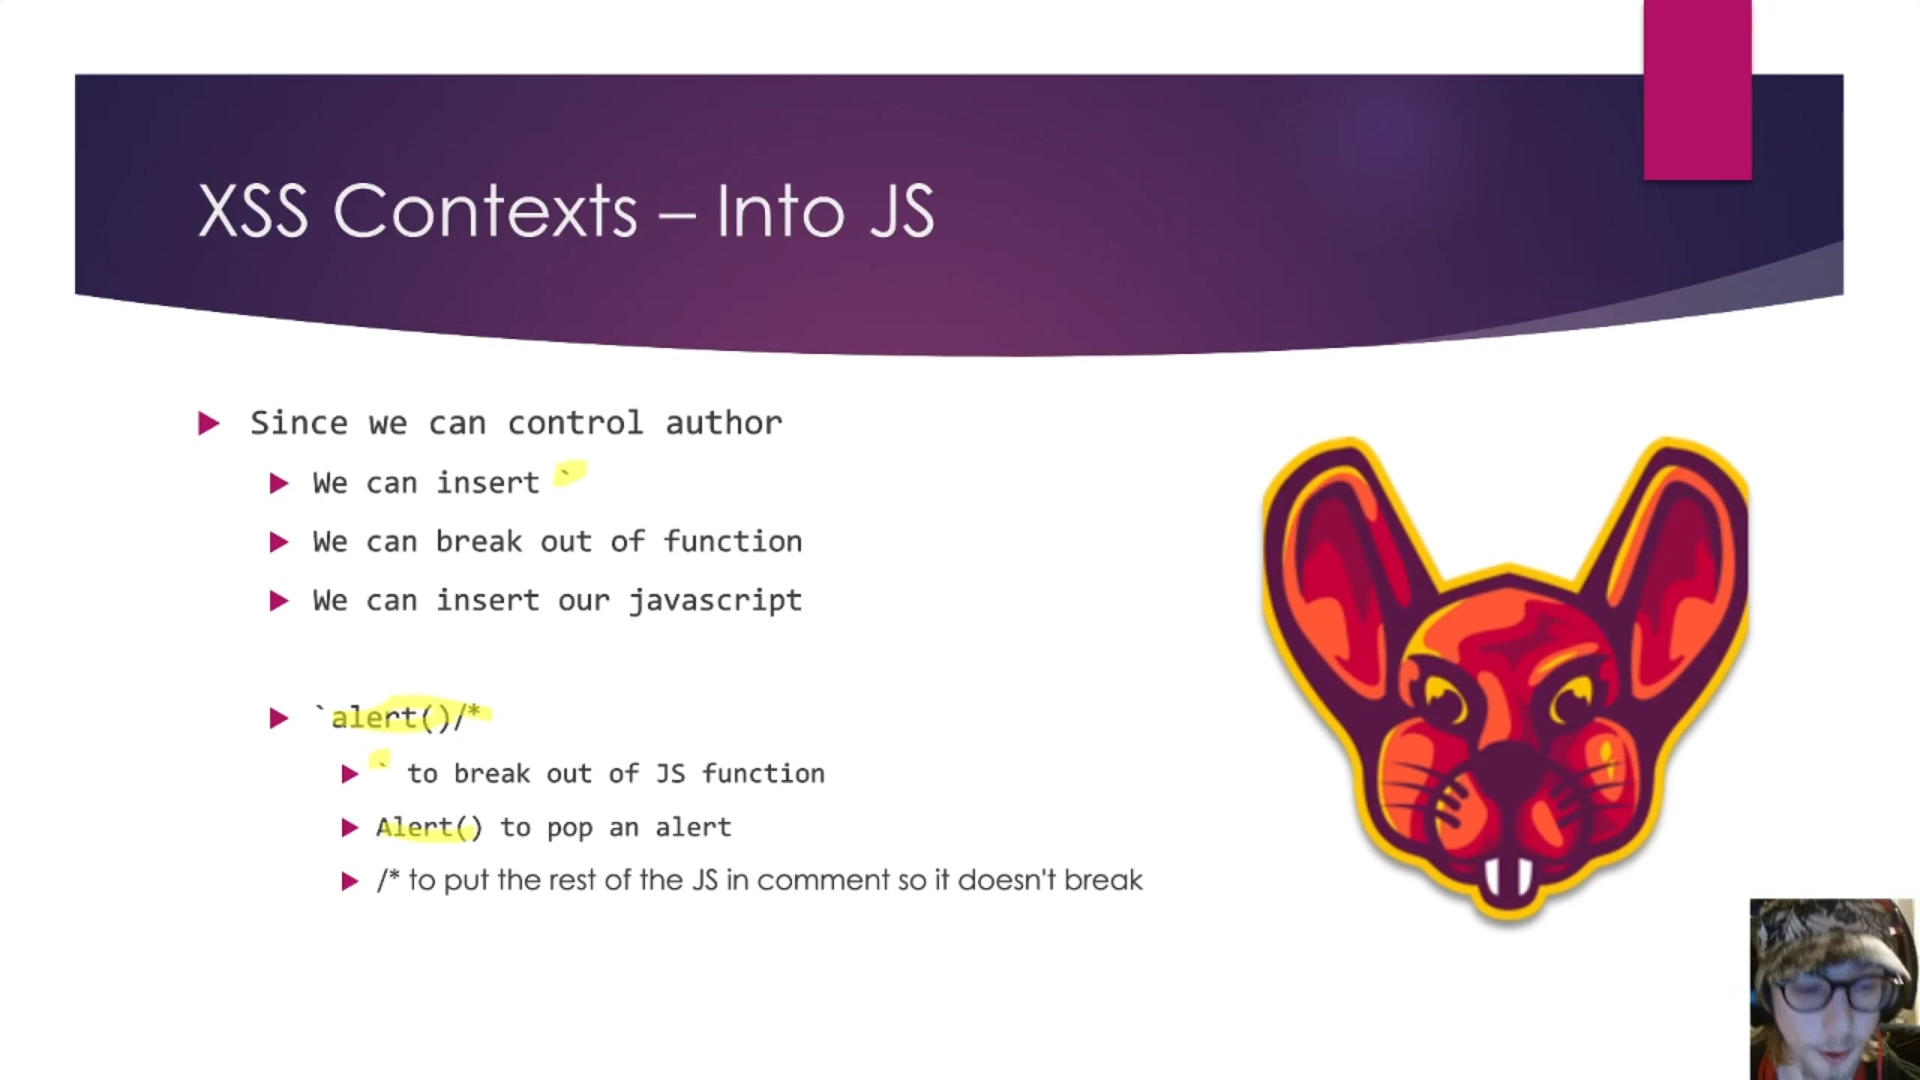 XSS Contexts – Into JS
Since we can control author
We can insert `
We can break out of function
We can insert our javascript
`alert()/*
` to break out of JS function
Alert() to pop an alert
/* to put the rest of the JS in comment so it doesn't break